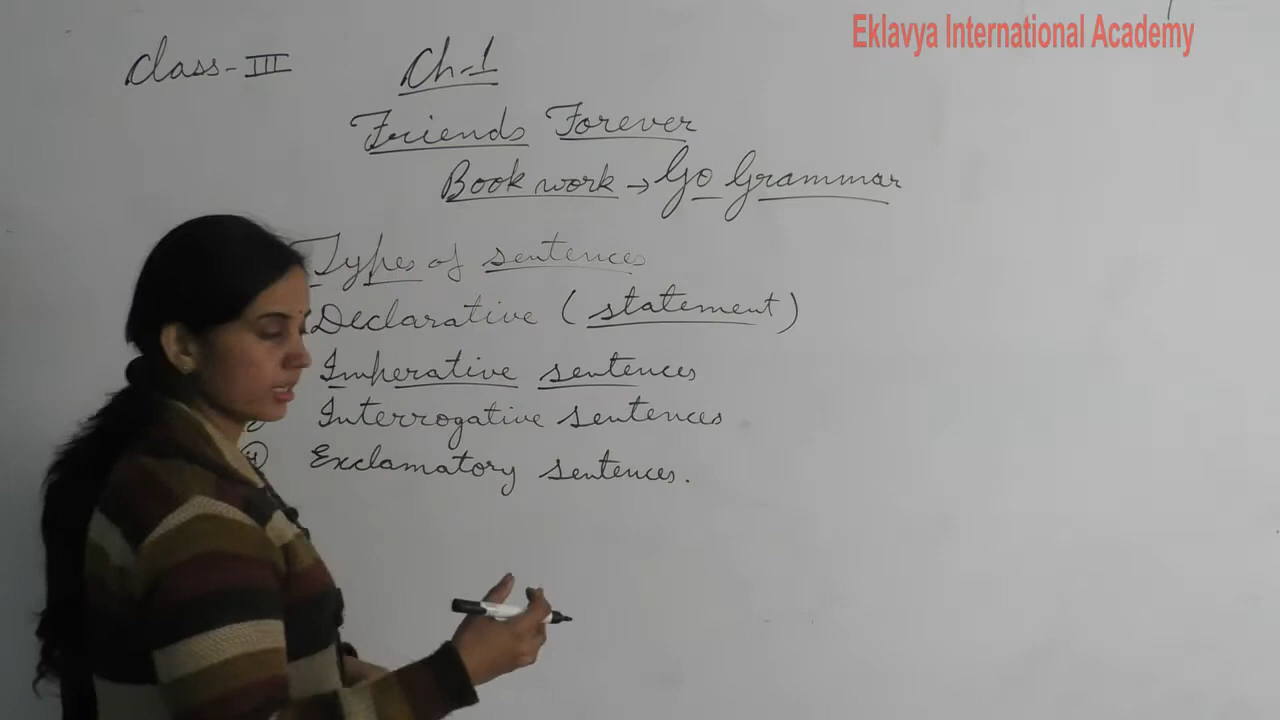 Eklavya International Academy
Class-III
Ch-1
Friends Forever
Book work → Go Grammar
Types of sentences
Declarative (statement)
Imperative sentences
Interrogative sentences
Exclamatory sentences.